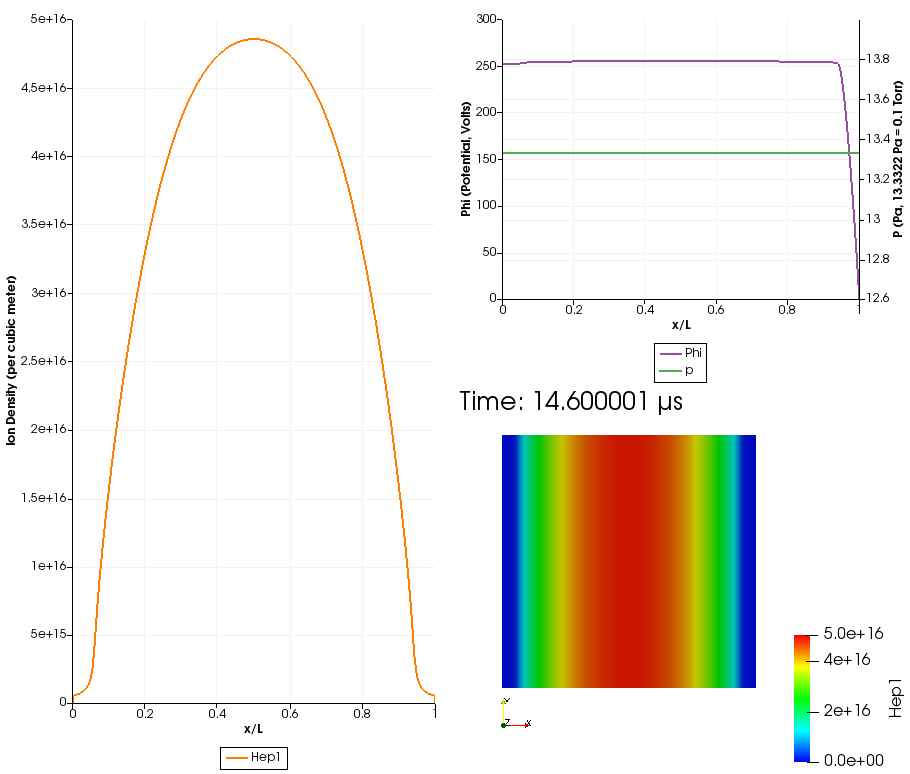 5e+16
4.5e+16
4e+16
3.5e+16
3e+16
2.5e+16
2e+16
1.5e+16
1e+16
5e+15
0
Ion Density (per cubic meter)
0 0.2 0.4 0.6 0.8 1
x/L
Hep1
300
250
200
150
100
50
0
Phi (Potential, Volts)
13.8
13.6
13.4
13.2
13
12.8
12.6
P (Pa, 13.3322 Pa = 0.1 Torr)
0 0.2 0.4 0.6 0.8 1
x/L
Phi
p
Time: 14.600001 µs
Y
Z X
5.0e+16
4e+16
2e+16
0.0e+00
Hep1